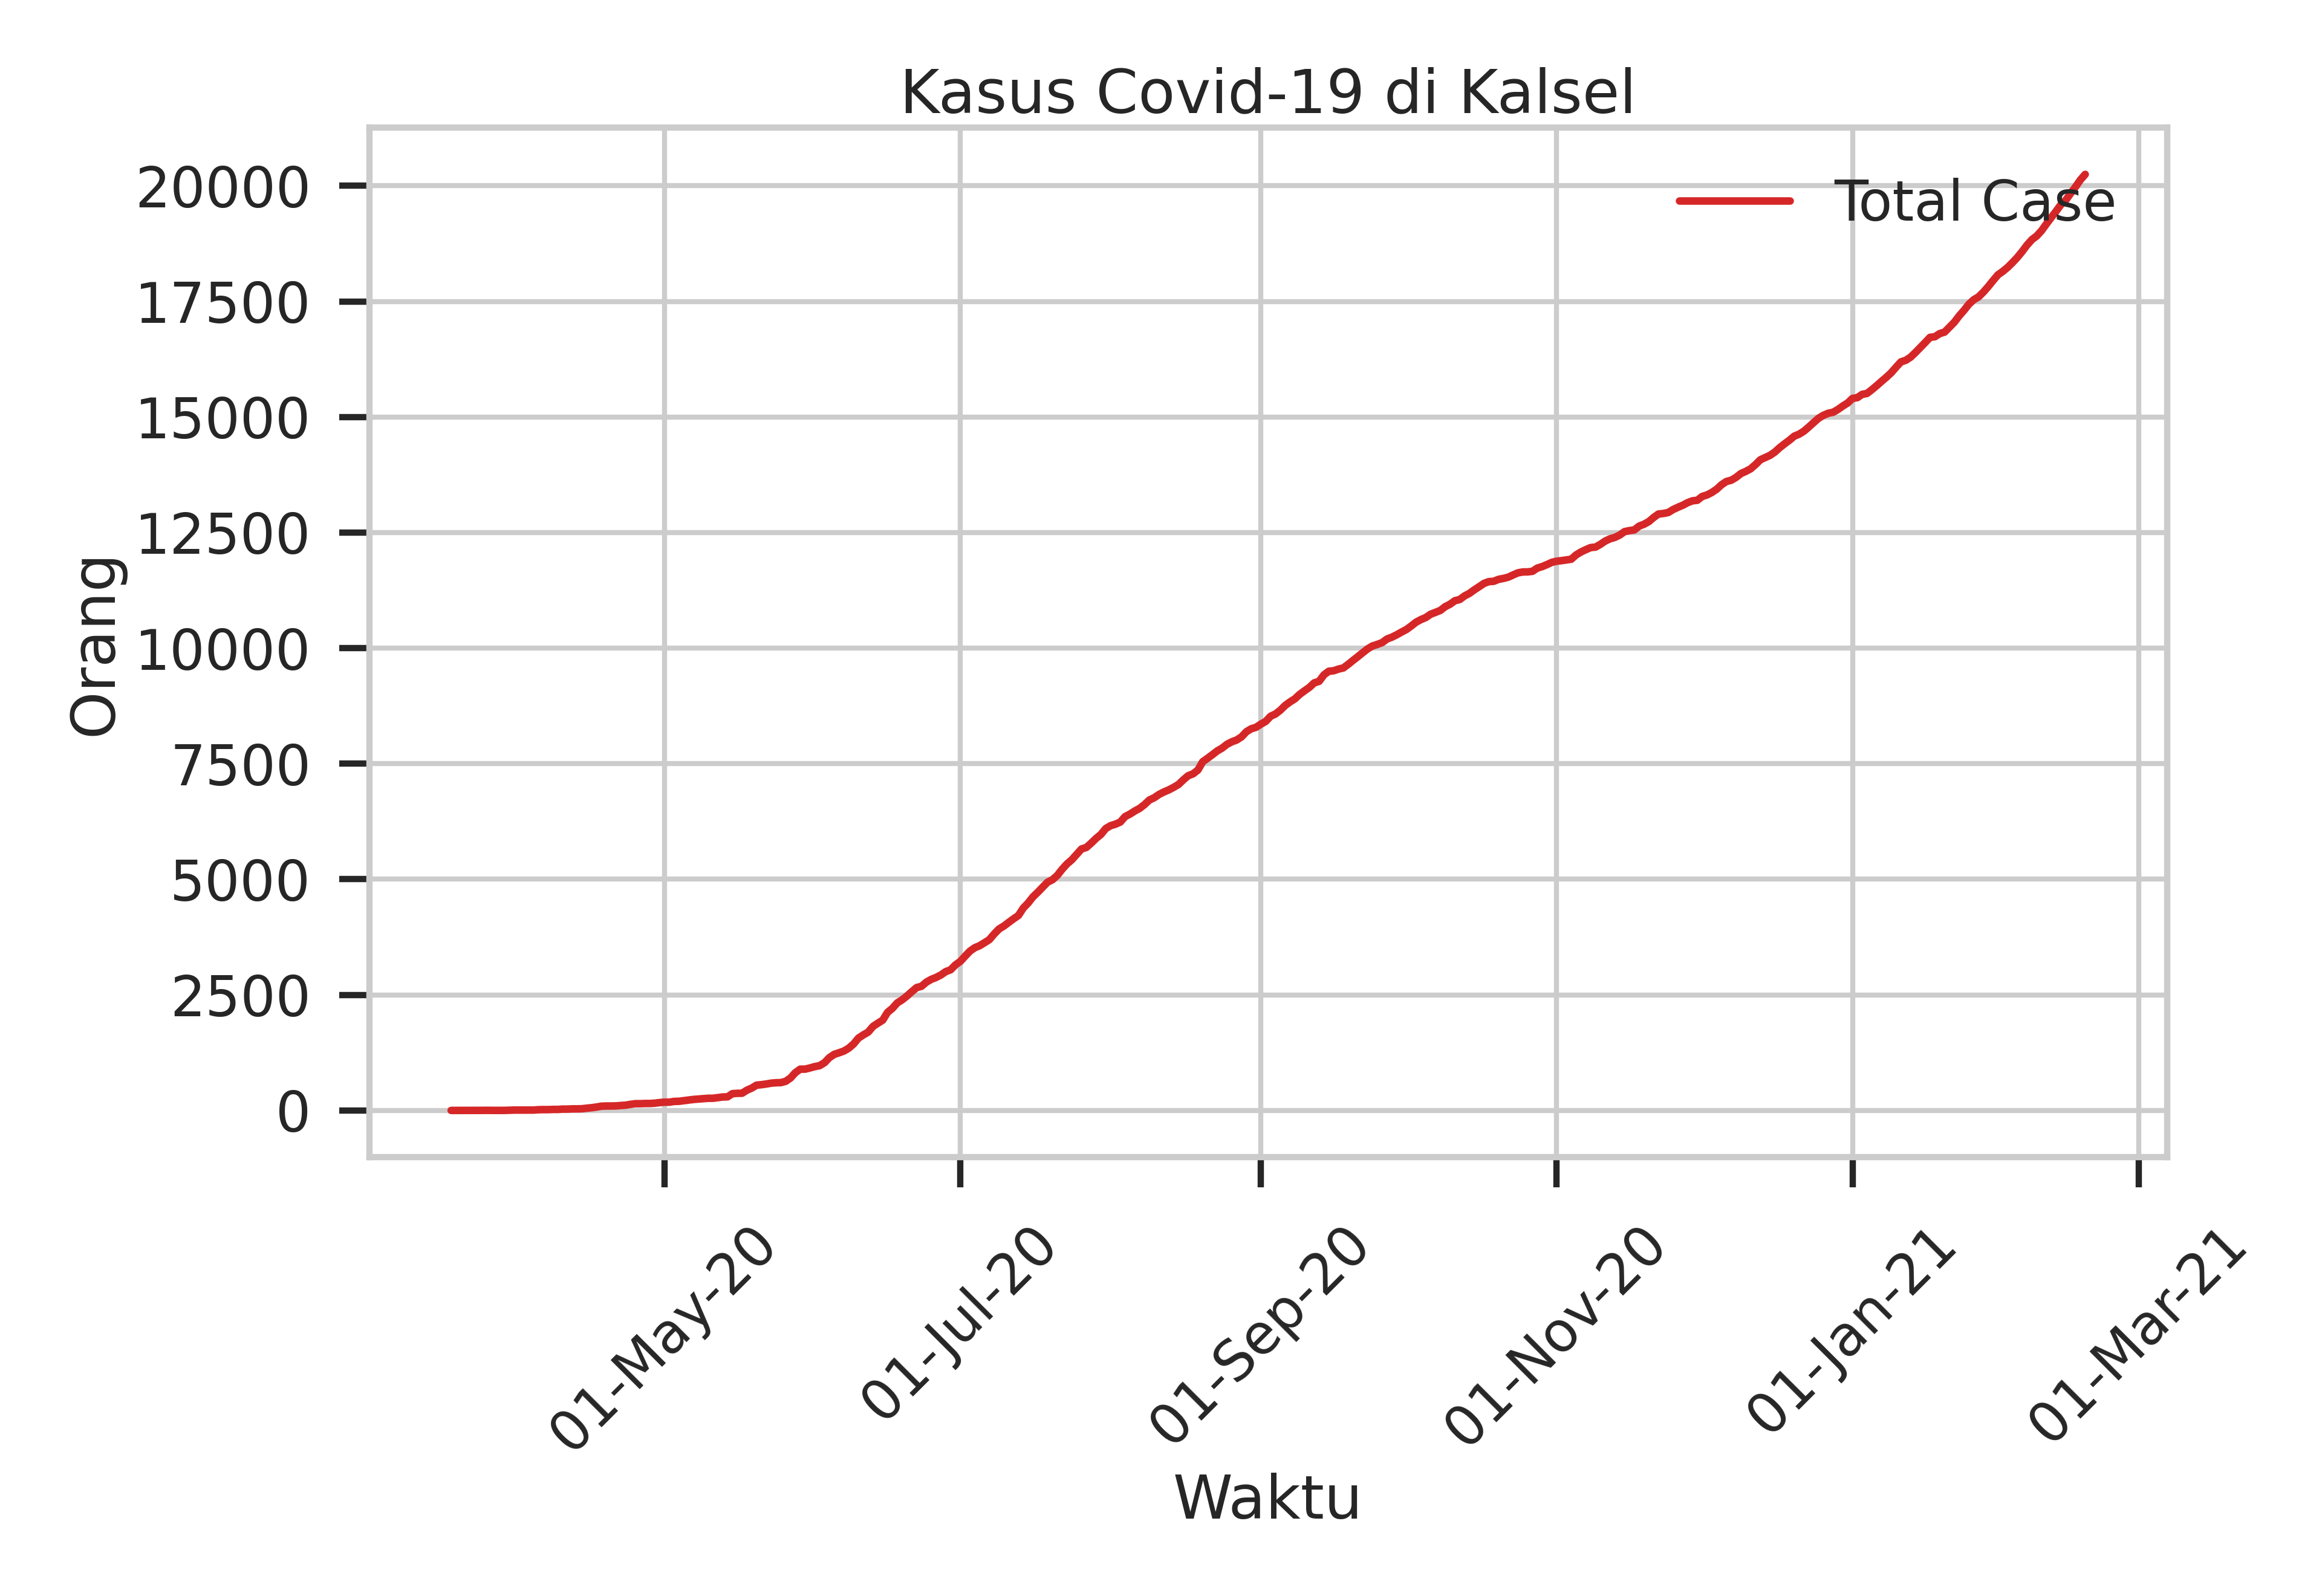 Kasus Covid-19 di Kalsel
Total Case
20000
17500
15000
12500
10000
7500
5000
2500
0
Orang
01-May-20
01-Jul-20
01-Sep-20
01-Nov-20
01-Jan-21
01-Mar-21
Waktu